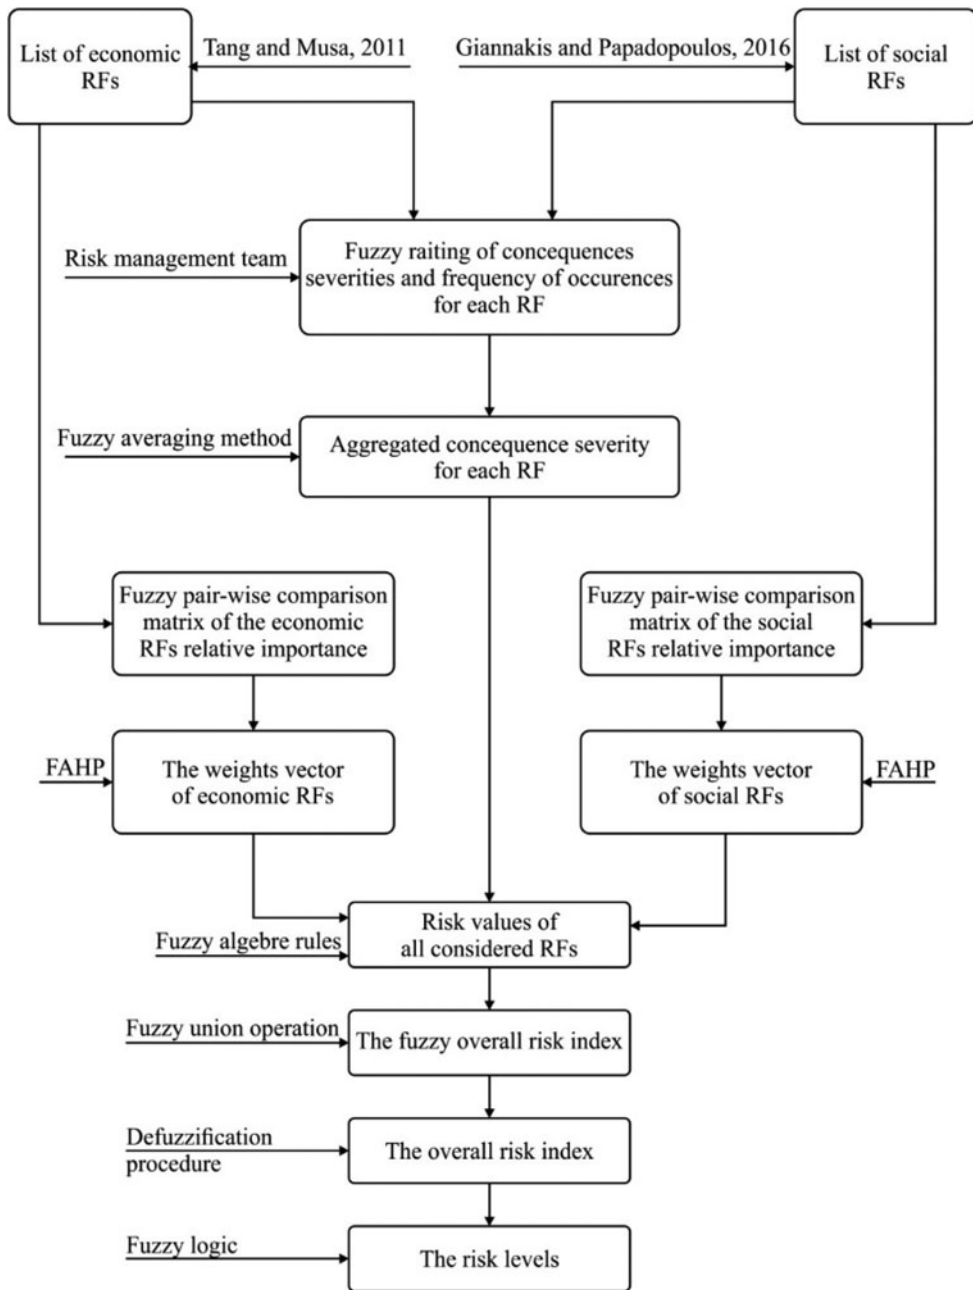 List of economic
RFs
Tang and Musa, 2011
Giannakis and Papadopoulos, 2016
List of social
RFs
Risk management team
Fuzzy raiting of concequences
severities and frequency of occurences
for each RF
Fuzzy averaging method
Aggregated concequence severity
for each RF
Fuzzy pair-wise comparison
matrix of the economic
RFs relative importance
Fuzzy pair-wise comparison
matrix of the social
RFs relative importance
FAHP
The weights vector
of economic RFs
The weights vector
of social RFs
FAHP
Risk values of
all considered RFs
Fuzzy algebre rules
Fuzzy union operation
The fuzzy overall risk index
Defuzzification
procedure
The overall risk index
Fuzzy logic
The risk levels